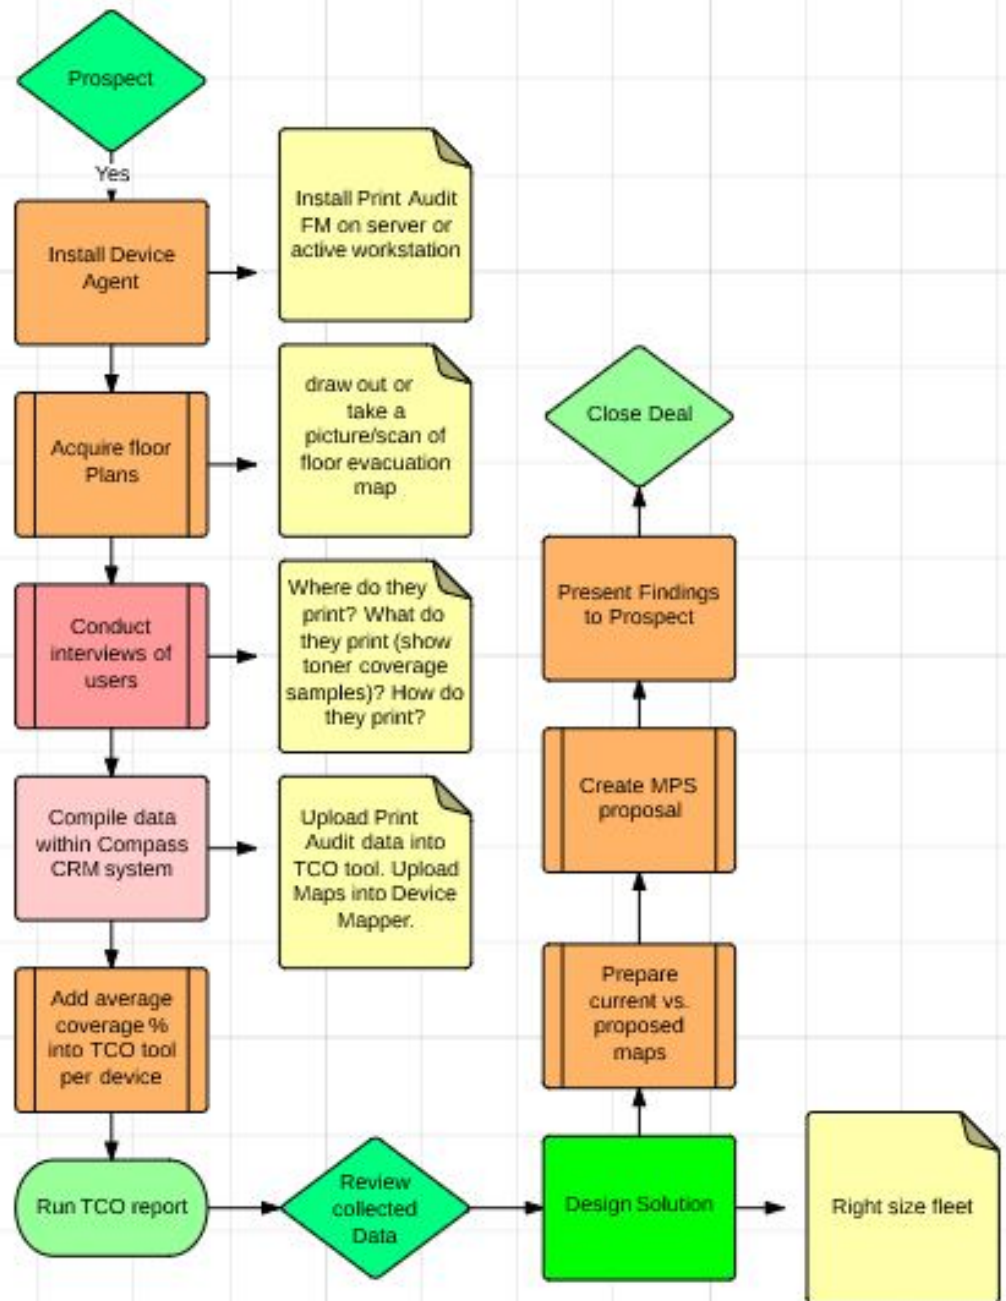 Prospect
Yes
Install Device
Agent
Install Print Audit
FM on server or
active workstation
Acquire floor
Plans
draw out or
take a
picture/scan of
floor evacuation
map
Conduct
interviews of
users
Where do they
print? What do
they print (show
toner coverage
samples)? How do
they print?
Compile data
within Compass
CRM system
Upload Print
Audit data into
TCO tool. Upload
Maps into Device
Mapper.
Add average
coverage %
into TCO tool
per device
Run TCO report
Review
collected
Data
Design Solution
Right size fleet
Prepare
current vs.
proposed
maps
Create MPS
proposal
Present Findings
to Prospect
Close Deal